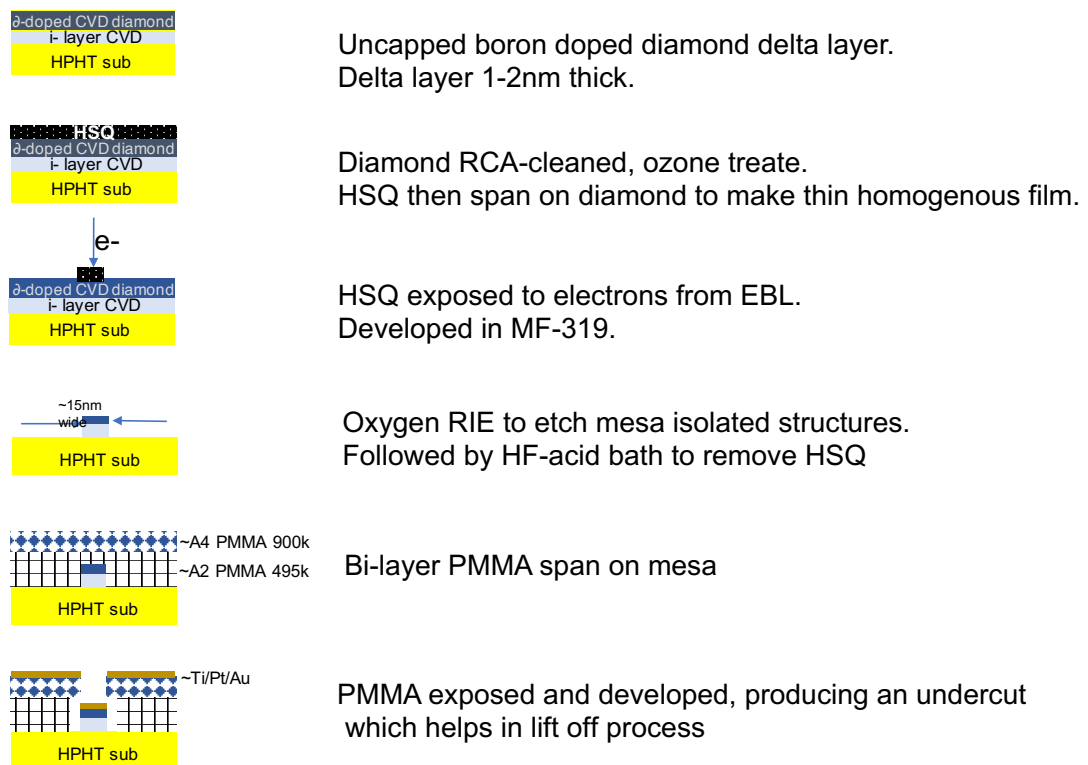 ∂-doped CVD diamond
i- layer CVD
HPHT sub
Uncapped boron doped diamond delta layer.
Delta layer 1-2nm thick.
HSQ
∂-doped CVD diamond
i- layer CVD
HPHT sub
Diamond RCA-cleaned, ozone treate.
HSQ then span on diamond to make thin homogenous film.
e-
∂-doped CVD diamond
i- layer CVD
HPHT sub
HSQ exposed to electrons from EBL.
Developed in MF-319.
~15nm
wide
HPHT sub
Oxygen RIE to etch mesa isolated structures.
Followed by HF-acid bath to remove HSQ
~A4 PMMA 900k
~A2 PMMA 495k
HPHT sub
Bi-layer PMMA span on mesa
~Ti/Pt/Au
HPHT sub
PMMA exposed and developed, producing an undercut
which helps in lift off process